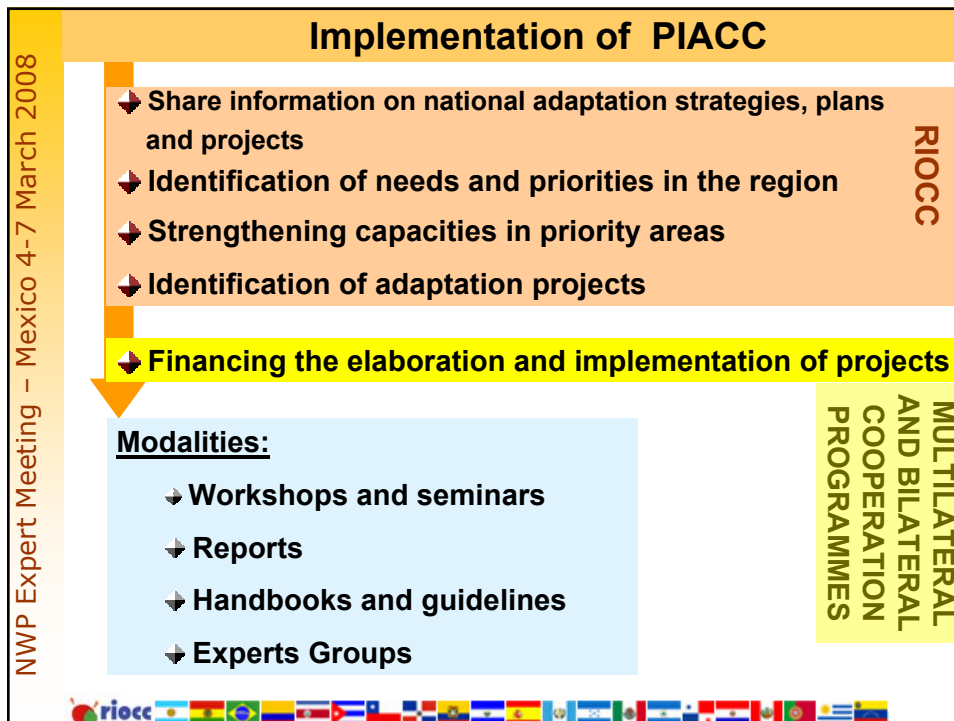 Implementation of PIACC
NWP Expert Meeting – Mexico 4-7 March 2008
Share information on national adaptation strategies, plans
and projects
Identification of needs and priorities in the region
Strengthening capacities in priority areas
Identification of adaptation projects
RIOCC
Financing the elaboration and implementation of projects
MULTILATERAL
AND BILATERAL
COOPERATION
PROGRAMMES
Modalities:
Workshops and seminars
Reports
Handbooks and guidelines
Experts Groups
riocc